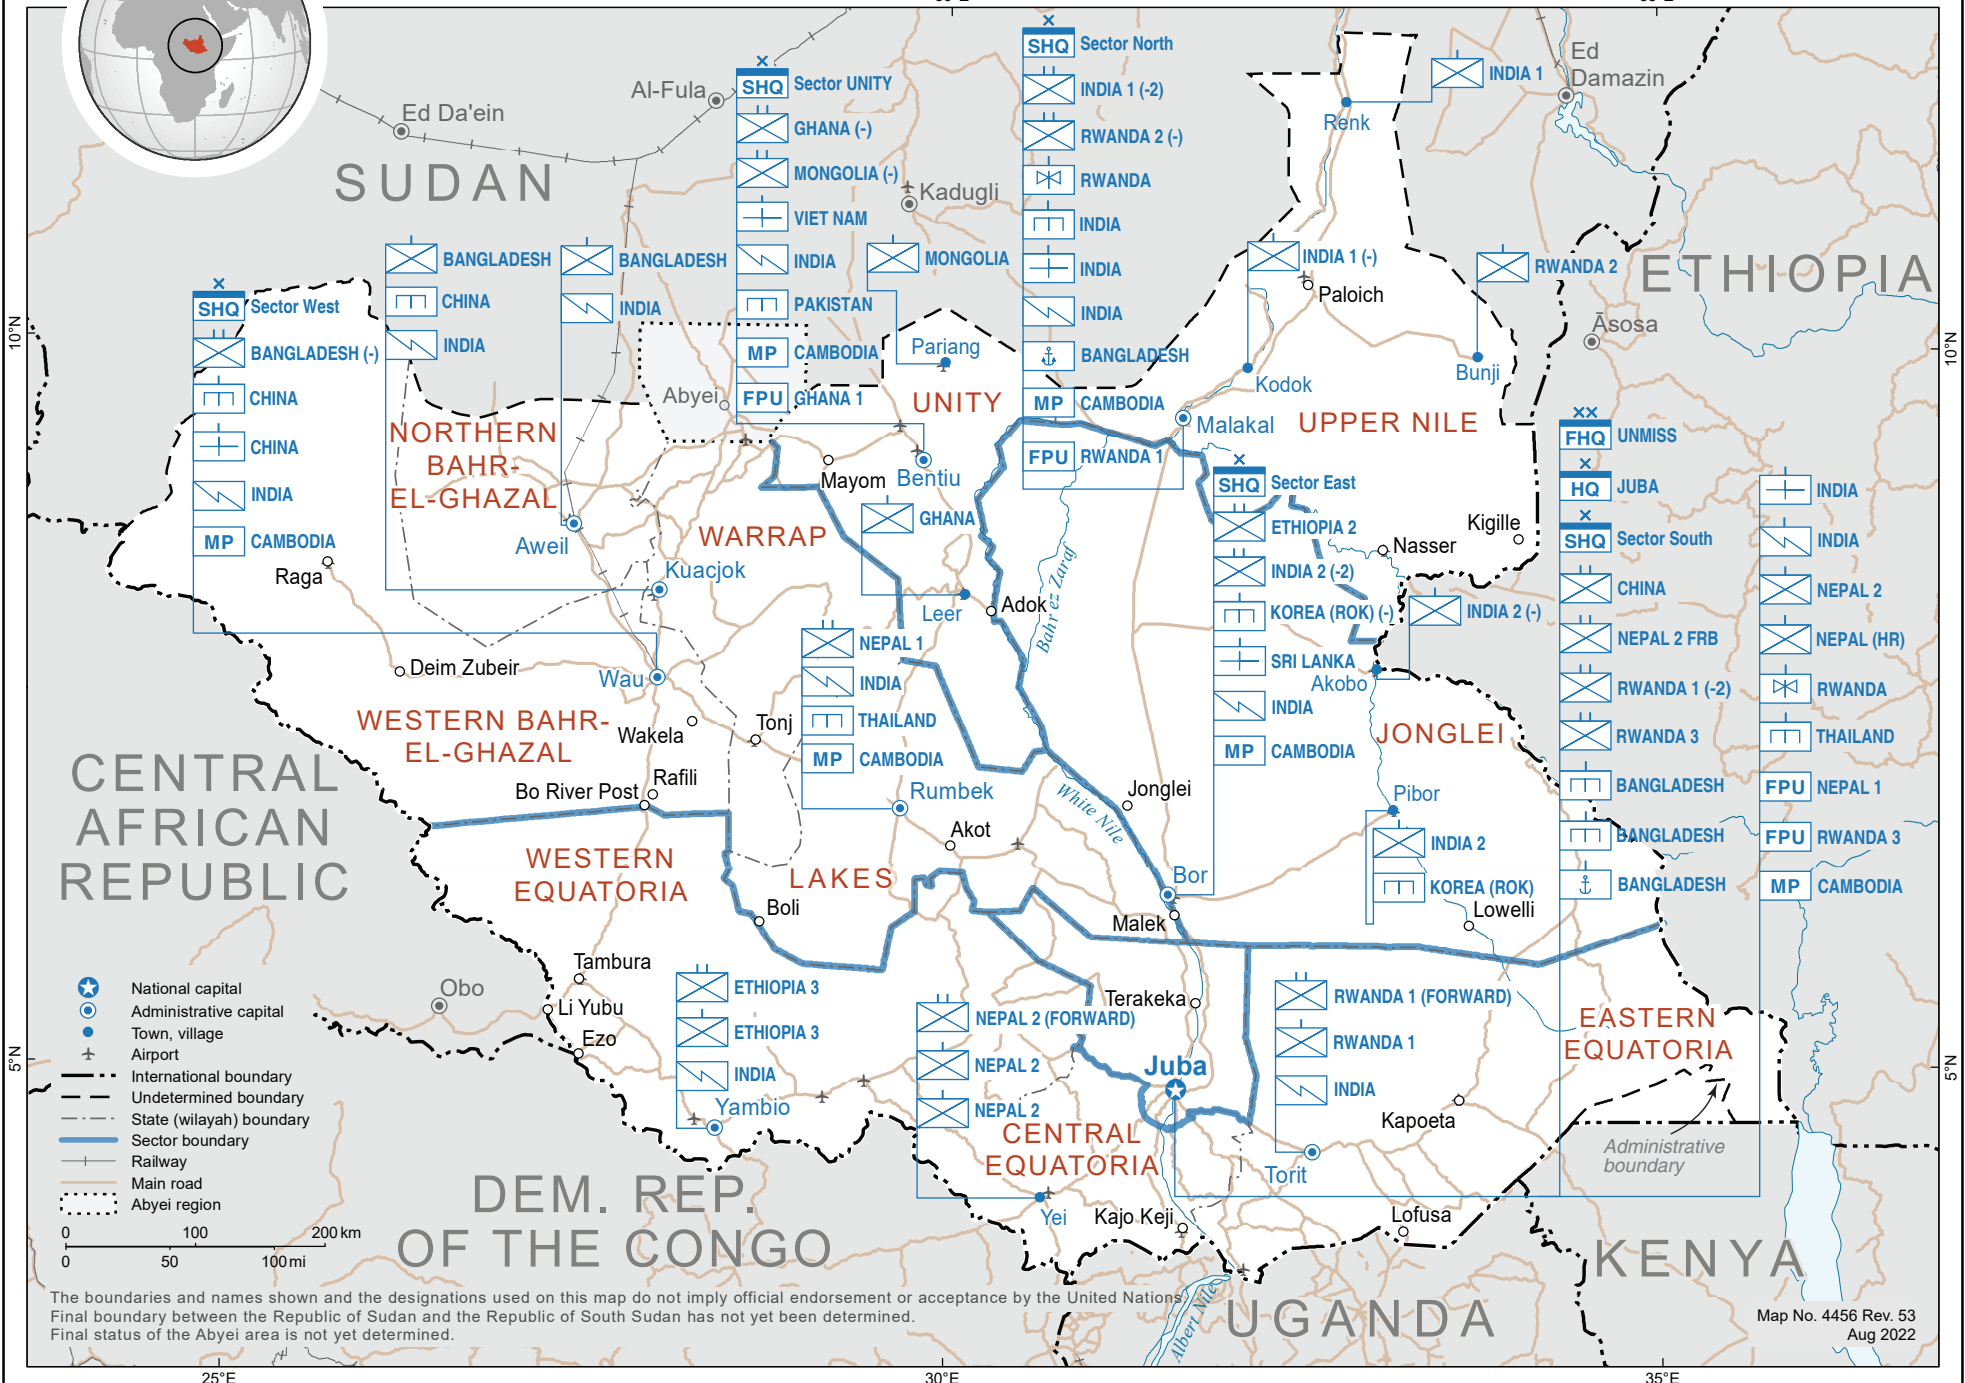 Ed Da'ein
Al-Fula
SUDAN
Kadugli
Ed
Damazin
ETHIOPIA
Āsosa
SHQ Sector UNITY
GHANA (-)
MONGOLIA (-)
VIET NAM
INDIA
PAKISTAN
MP CAMBODIA
FPU GHANA 1
SHQ Sector North
INDIA 1 (-2)
RWANDA 2 (-)
RWANDA
INDIA
INDIA
INDIA
BANGLADESH
MP CAMBODIA
FPU RWANDA 1
INDIA 1
Renk
INDIA 1 (-)
Paloich
RWANDA 2
Bunji
Kodok
Malakal
UPPER NILE
MONGOLIA
Pariang
UNITY
BANGLADESH
CHINA
INDIA
BANGLADESH
INDIA
SHQ Sector West
BANGLADESH (-)
CHINA
CHINA
INDIA
MP CAMBODIA
10°N
10°N
Abyei
NORTHERN
BAHR-
EL-GHAZAL
Mayom
Bentiu
GHANA
WARRAP
Aweil
Kuacjok
Raga
Leer
Adok
Bahr ez Zaraf
SHQ Sector East
ETHIOPIA 2
INDIA 2 (-2)
KOREA (ROK) (-)
SRI LANKA
INDIA
MP CAMBODIA
Nasser
Kigille
INDIA 2 (-)
Akobo
JONGLEI
FHQ UNMISS
HQ JUBA
SHQ Sector South
CHINA
NEPAL 2 FRB
RWANDA 1 (-2)
RWANDA 3
BANGLADESH
BANGLADESH
BANGLADESH
INDIA
INDIA
NEPAL 2
NEPAL (HR)
RWANDA
THAILAND
FPU NEPAL 1
FPU RWANDA 3
MP CAMBODIA
NEPAL 1
INDIA
THAILAND
MP CAMBODIA
Deim Zubeir
Wau
WESTERN BAHR-
EL-GHAZAL
Wakela
Tonj
Rafili
Bo River Post
Rumbek
Akot
White Nile
Jonglei
Pibor
INDIA 2
KOREA (ROK)
Lowelli
Bor
Malek
CENTRAL
AFRICAN
REPUBLIC
WESTERN
EQUATORIA
LAKES
Boli
Tambura
Li Yubu
Ezo
Obo
ETHIOPIA 3
ETHIOPIA 3
INDIA
Yambio
NEPAL 2 (FORWARD)
NEPAL 2
NEPAL 2
Terakeka
Juba
RWANDA 1 (FORWARD)
RWANDA 1
INDIA
EASTERN
EQUATORIA
Kapoeta
Administrative
boundary
CENTRAL
EQUATORIA
Torit
Yei
Kajo Keji
Lofusa
5°N
5°N
National capital
Administrative capital
Town, village
Airport
International boundary
Undetermined boundary
State (wilayah) boundary
Sector boundary
Railway
Main road
Abyei region
0 100 200 km
0 50 100 mi
DEM. REP.
OF THE CONGO
KENYA
UGANDA
Albert Nile
The boundaries and names shown and the designations used on this map do not imply official endorsement or acceptance by the United Nations.
Final boundary between the Republic of Sudan and the Republic of South Sudan has not yet been determined.
Final status of the Abyei area is not yet determined.
Map No. 4456 Rev. 53
Aug 2022
25°E
30°E
35°E